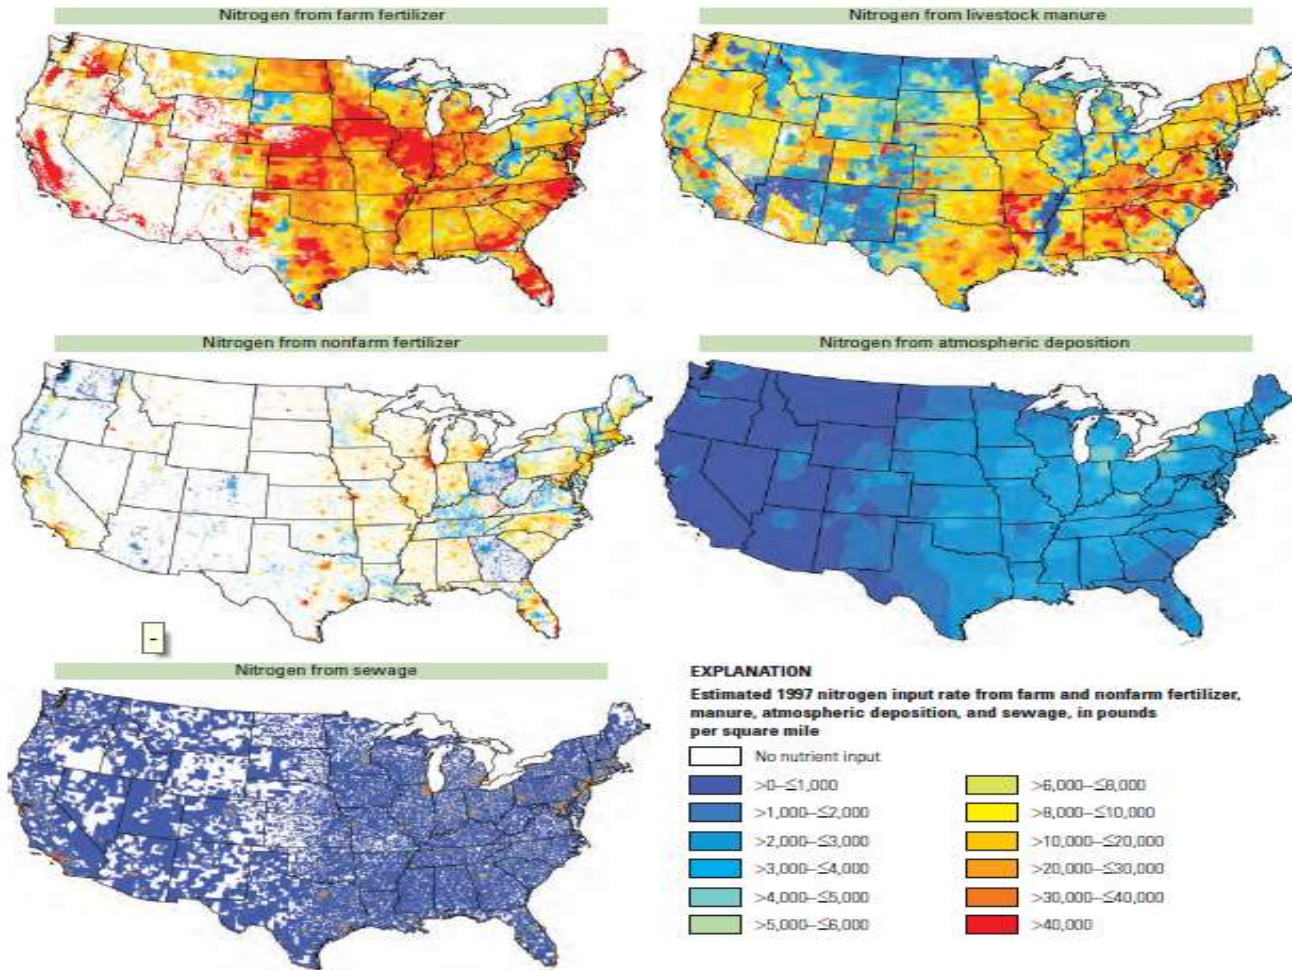 Nitrogen from farm fertilizer
Nitrogen from livestock manure
Nitrogen from nonfarm fertilizer
Nitrogen from atmospheric deposition
-
Nitrogen from sewage
EXPLANATION
Estimated 1997 nitrogen input rate from farm and nonfarm fertilizer,
manure, atmospheric deposition, and sewage, in pounds
per square mile
No nutrient input
>0–≤1,000
>1,000–≤2,000
>2,000–≤3,000
>3,000–≤4,000
>4,000–≤5,000
>5,000–≤6,000
>6,000–≤8,000
>8,000–≤10,000
>10,000–≤20,000
>20,000–≤30,000
>30,000–≤40,000
>40,000